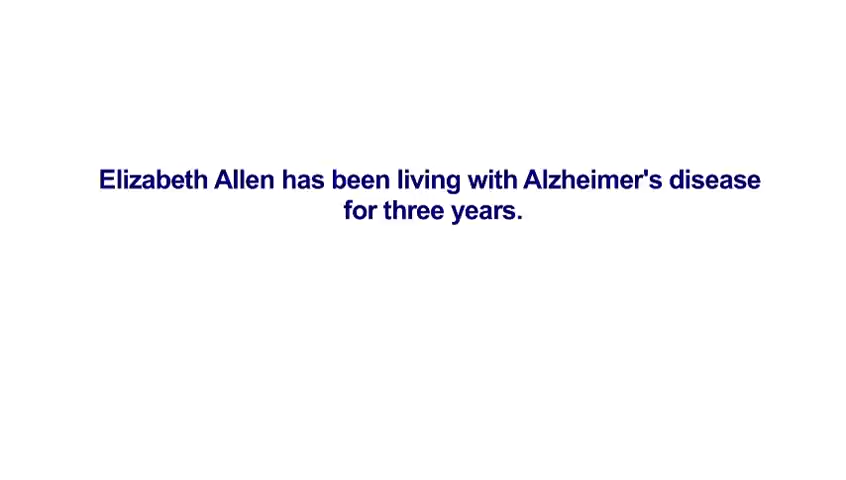 Elizabeth Allen has been living with Alzheimer's disease
for three years.